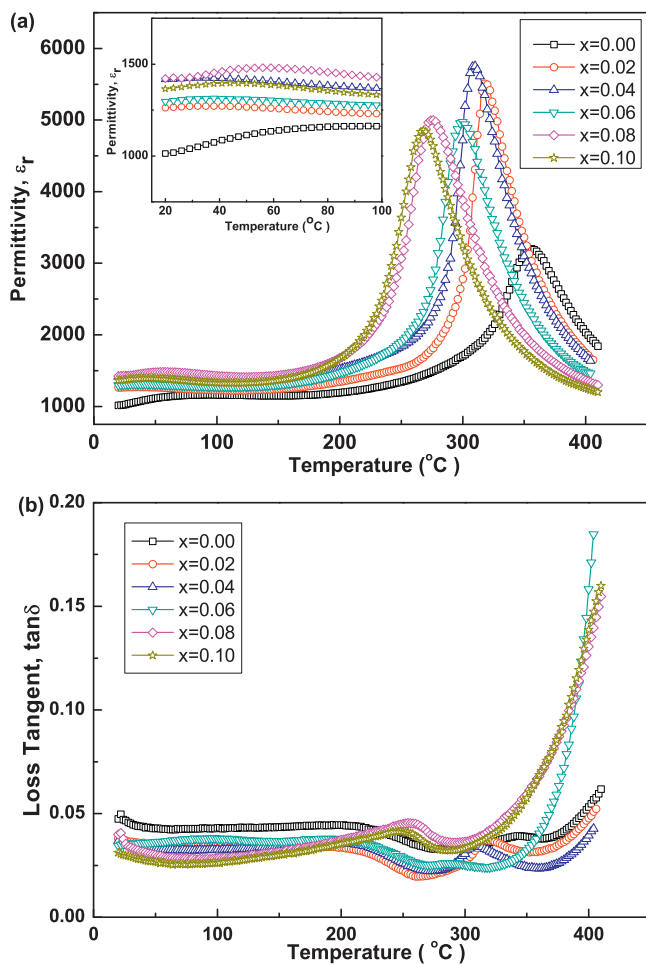 (a)
6000
5000
4000
3000
2000
1000
Permittivity, εr
0
100
200
300
400
Temperature (°C )
1500
1000
Permittivity, εr
20
40
60
80
100
Temperature (°C )
x=0.00
x=0.02
x=0.04
x=0.06
x=0.08
x=0.10
(b)
0.20
0.15
0.10
0.05
0.00
Loss Tangent, tanδ
x=0.00
x=0.02
x=0.04
x=0.06
x=0.08
x=0.10
0
100
200
300
400
Temperature ( °C )